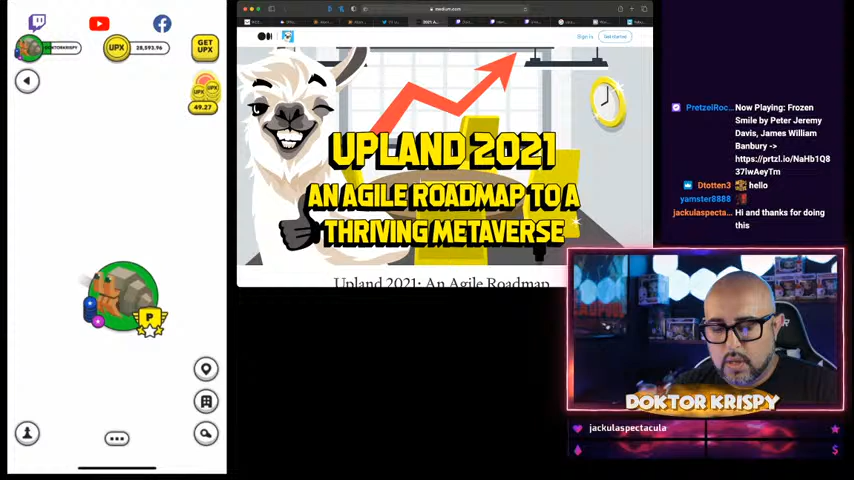 DOKTORKRISPY
UPX
28,593.96
GET
UPX
UPX
UPX
49.27
P
medium.com
Sign in
Get started
UPLAND 2021
AN AGILE ROADMAP TO A
THRIVING METAVERSE
Upland 2021: An Agile Roadmap
PretzelRoc...
Now Playing: Frozen
Smile by Peter Jeremy
Davis, James William
Banbury ->
https://prtzl.io/NaHb1Q8
Dtotten3 hello
yamster8888
jackulaspecta... Hi and thanks for doing
this
DOKTOR KRISPY
jackulaspectacula